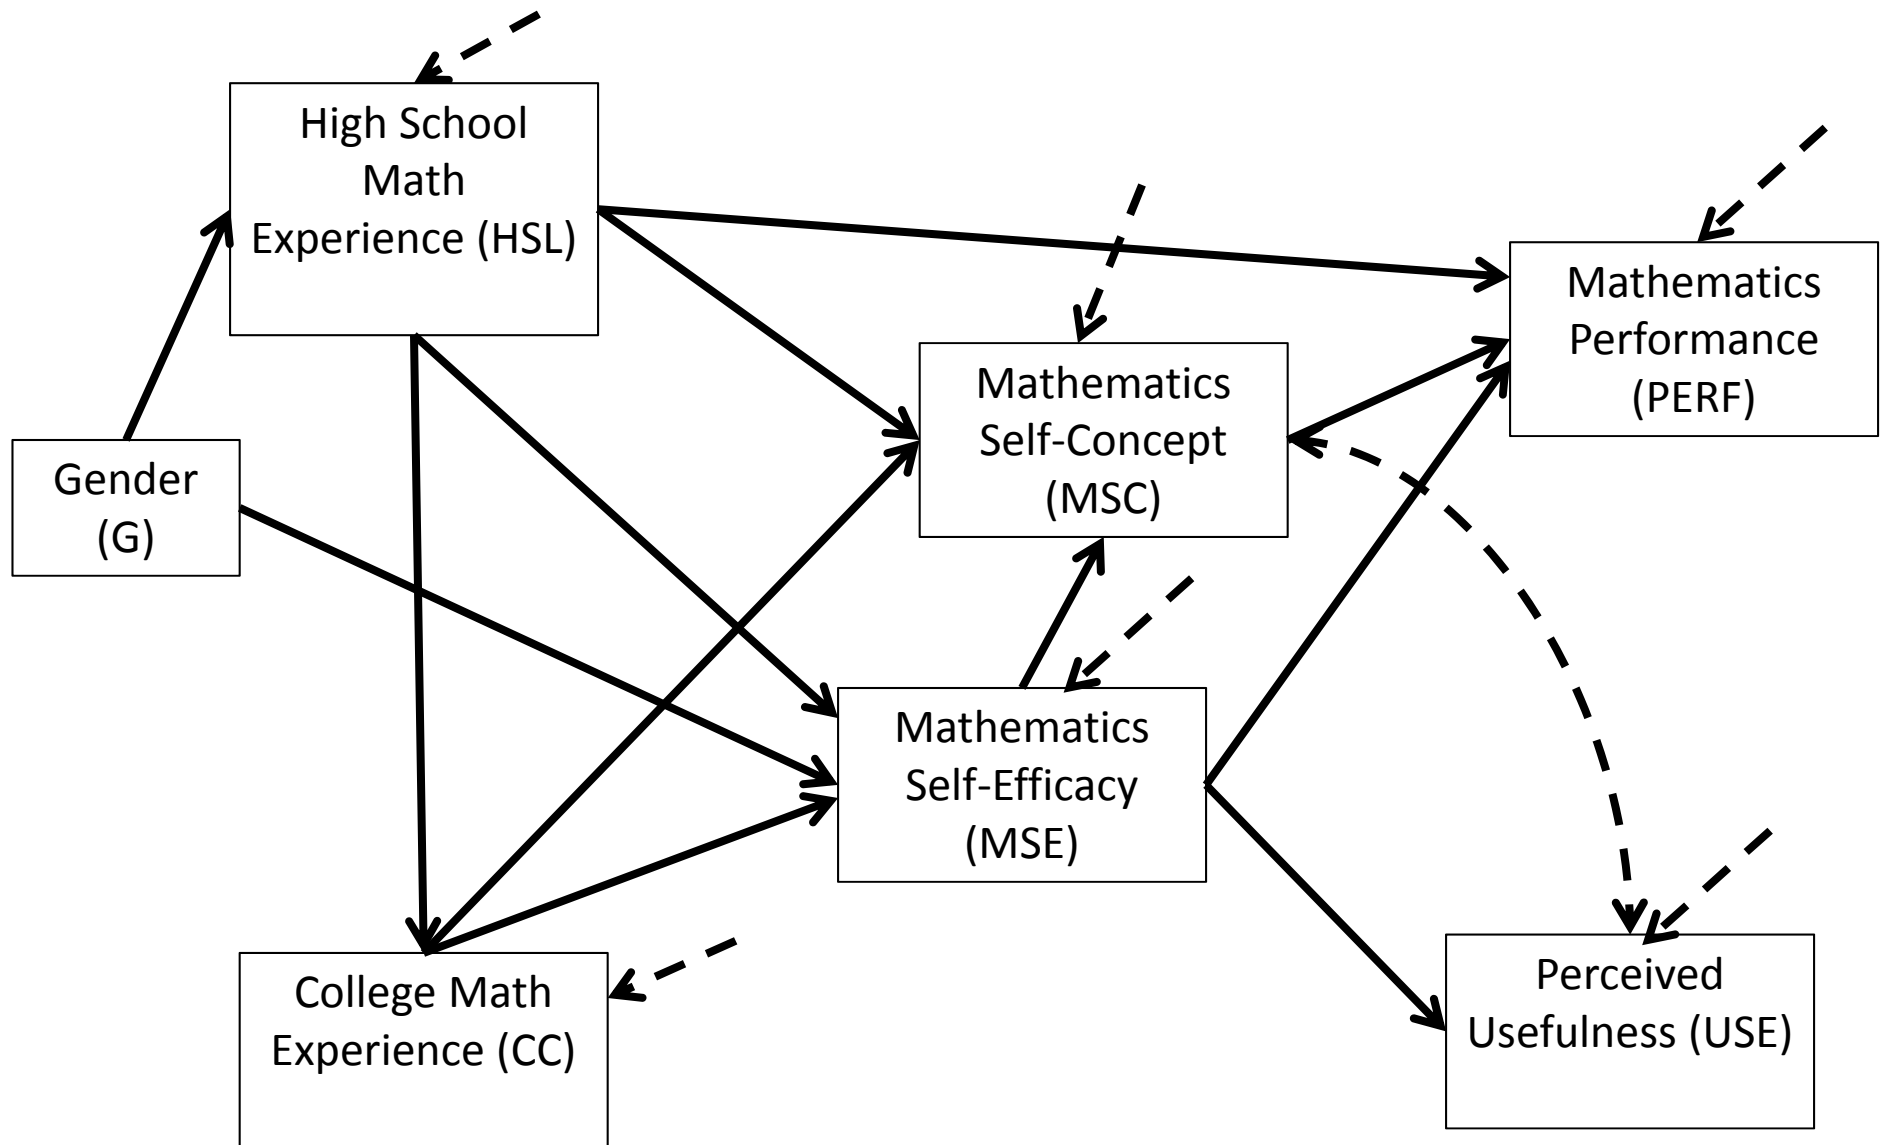 High School
Math
Experience (HSL)
Mathematics
Performance
(PERF)
Mathematics
Self-Concept
(MSC)
Gender
(G)
Mathematics
Self-Efficacy
(MSE)
College Math
Experience (CC)
Perceived
Usefulness (USE)